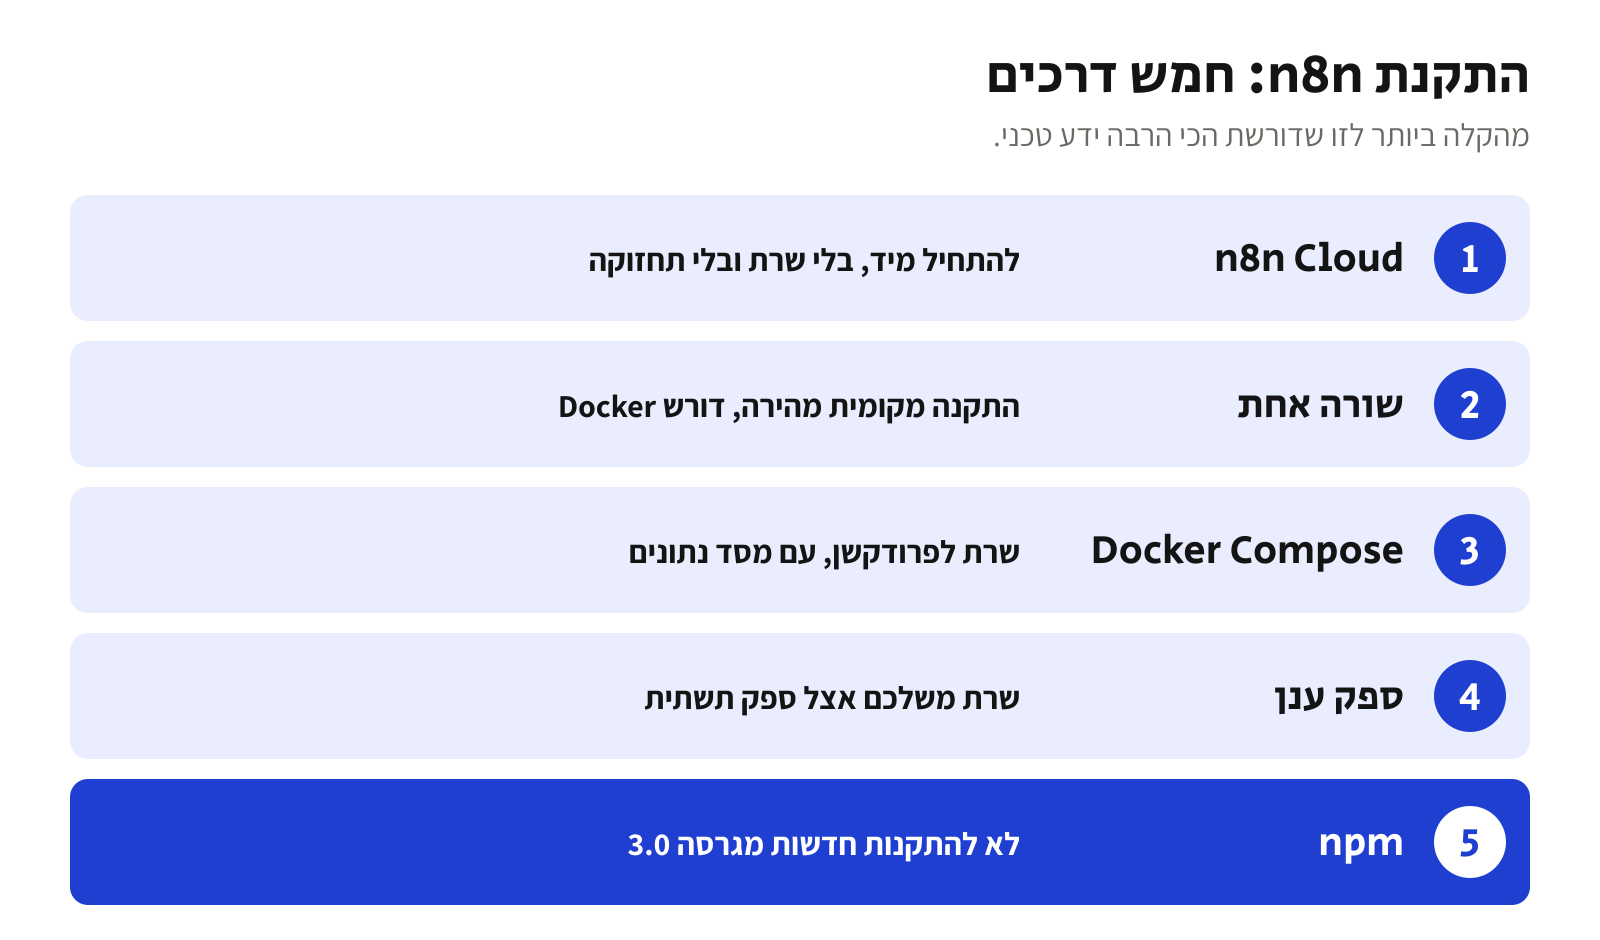 התקנת n8n: חמש דרכים
מהקלה ביותר לזו שדורשת הכי הרבה ידע טכני.
1 n8n Cloud להתחיל מיד, בלי שרת ובלי תחזוקה
2 שורה אחת התקנה מקומית מהירה, דורש Docker
3 Docker Compose שרת לפרודקשן, עם מסד נתונים
4 ספק ענן שרת משלכם אצל ספק תשתית
5 npm לא להתקנות חדשות מגרסה 3.0